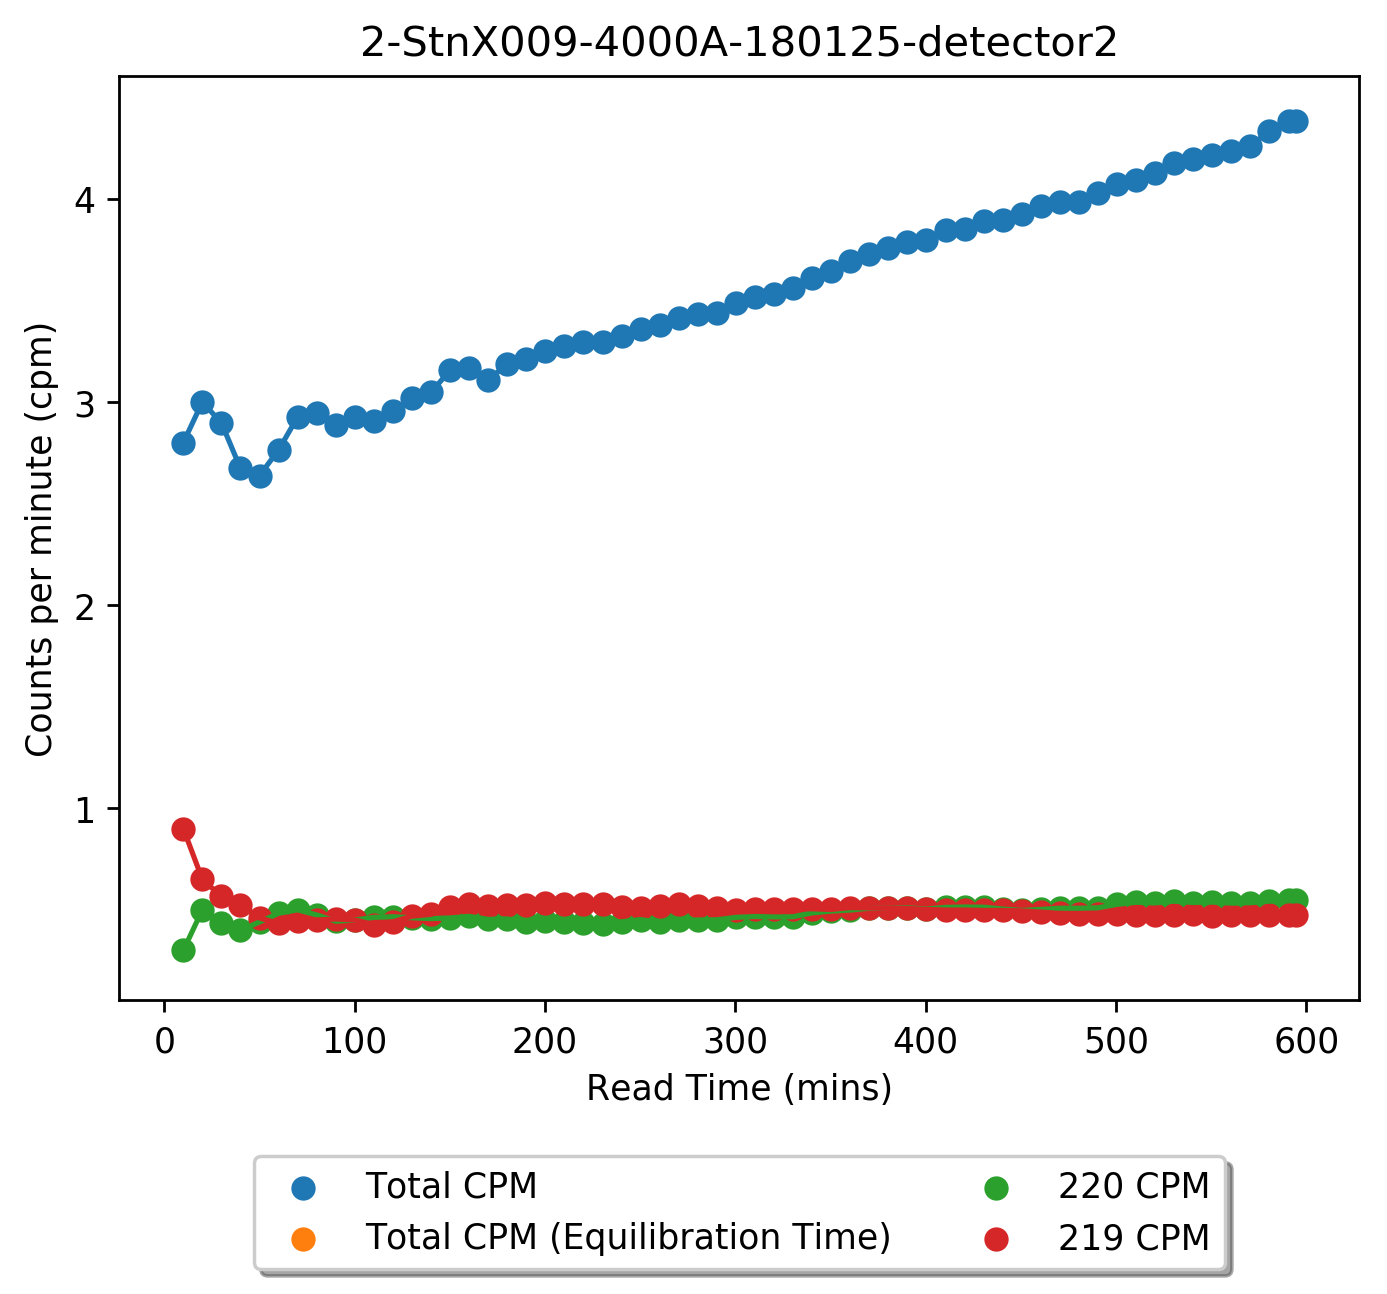 2-StnX009-4000A-180125-detector2
Counts per minute (cpm)
4
3
2
1
0 100 200 300 400 500 600
Read Time (mins)
Total CPM
Total CPM (Equilibration Time)
220 CPM
219 CPM